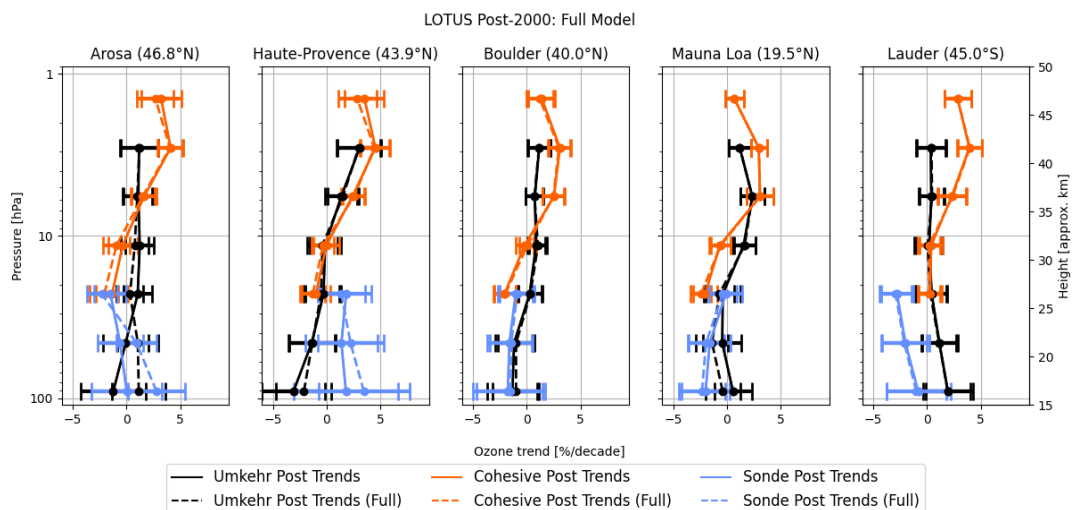 LOTUS Post-2000: Full Model
Arosa (46.8°N) Haute-Provence (43.9°N) Boulder (40.0°N) Mauna Loa (19.5°N) Lauder (45.0°S)
Pressure [hPa]
1
10
100
−5 0 5 −5 0 5 −5 0 5 −5 0 5 −5 0 5
50
45
40
35
30
25
20
15
Height [approx. km]
Ozone trend [%/decade]
Umkehr Post Trends Cohesive Post Trends Sonde Post Trends
Umkehr Post Trends (Full) Cohesive Post Trends (Full) Sonde Post Trends (Full)